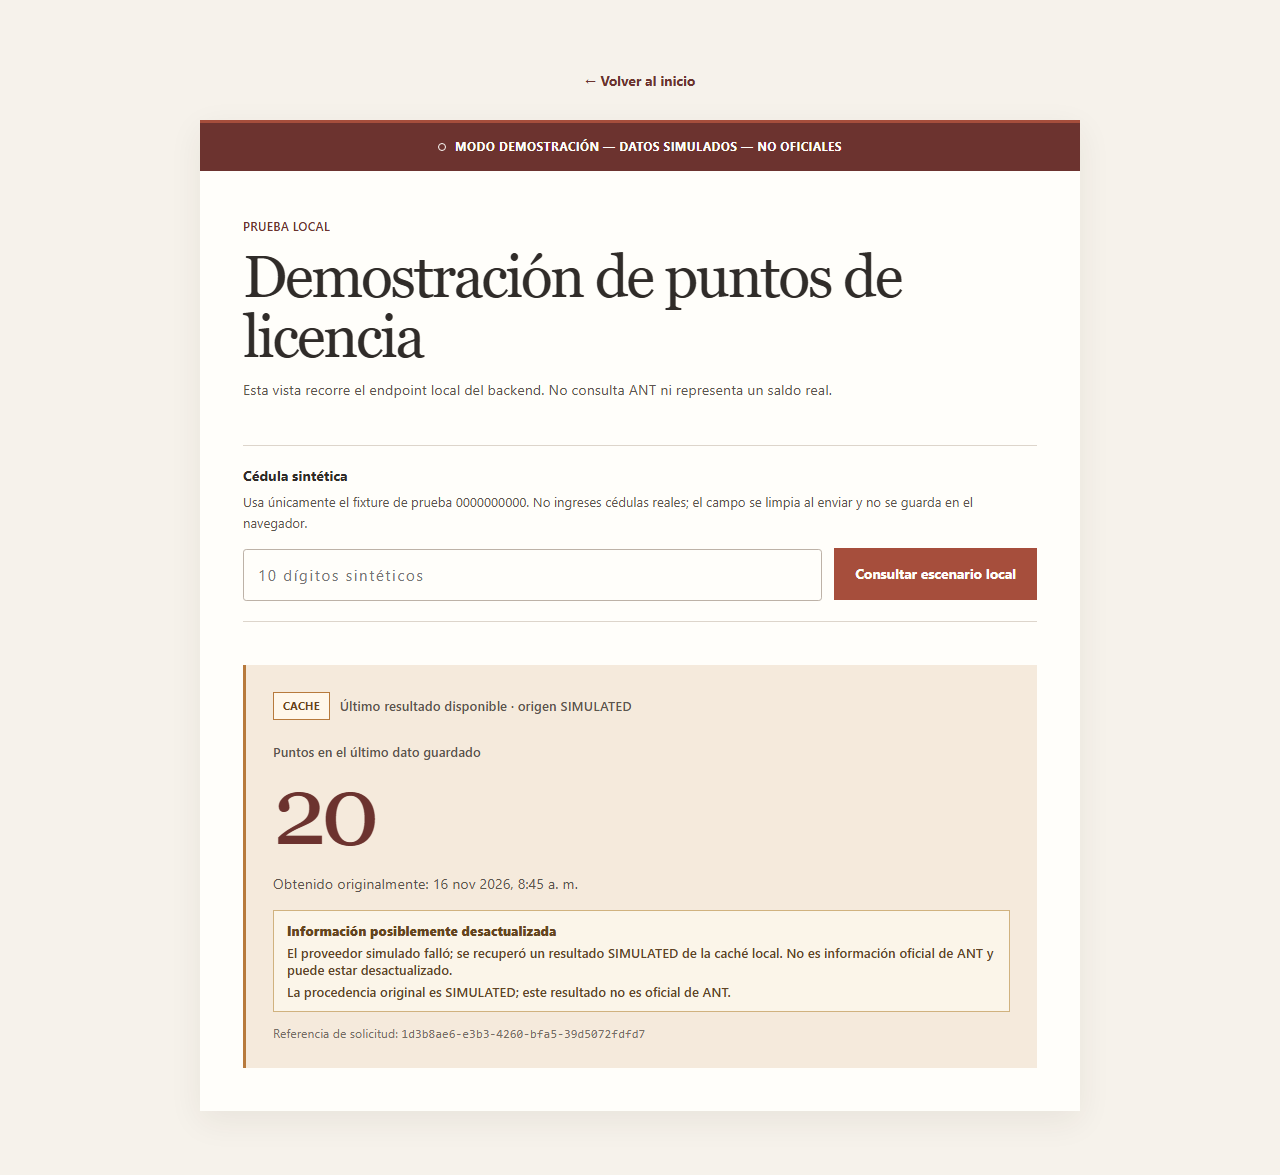 ← Volver al inicio
MODO DEMOSTRACIÓN — DATOS SIMULADOS — NO OFICIALES
PRUEBA LOCAL
Demostración de puntos de
licencia
Esta vista recorre el endpoint local del backend. No consulta ANT ni representa un saldo real.
Cédula sintética
Usa únicamente el fixture de prueba 0000000000. No ingreses cédulas reales; el campo se limpia al enviar y no se guarda en el
navegador.
10 dígitos sintéticos
Consultar escenario local
CACHE Último resultado disponible · origen SIMULATED
Puntos en el último dato guardado
20
Obtenido originalmente: 16 nov 2026, 8:45 a. m.
Información posiblemente desactualizada
El proveedor simulado falló; se recuperó un resultado SIMULATED de la caché local. No es información oficial de ANT y
puede estar desactualizado.
La procedencia original es SIMULATED; este resultado no es oficial de ANT.
Referencia de solicitud: 1d3b8ae6-e3b3-4260-bfa5-39d5072fdfd7